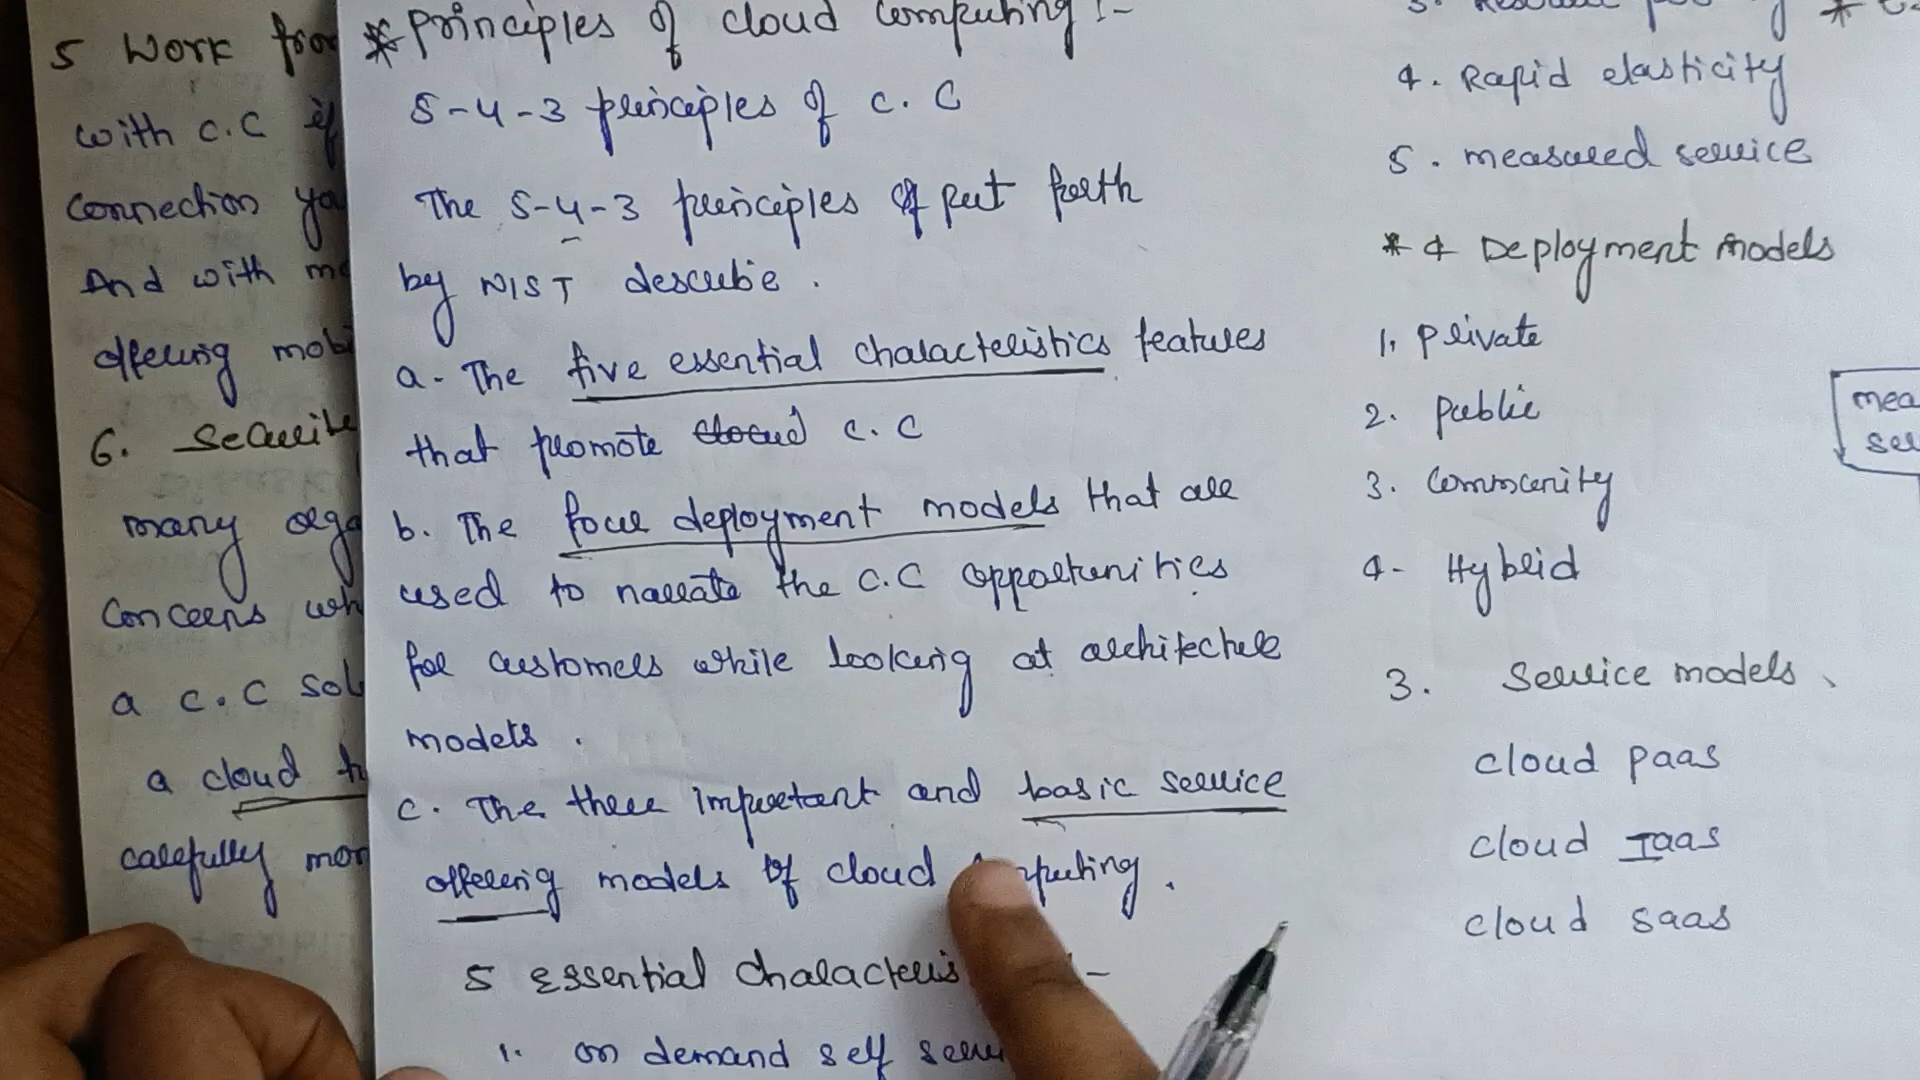 5 Work from
with C.C if
Connection
And with
offering
6.
many
Concerns
a C.C
a cloud
carefully
* Principles of cloud computing :-
5-4-3 principles of C.C
The 5-4-3 principles of put forth
by NIST describe.
a. The five essential characteristics features
that promote cloud C.C
b. The four deployment models that are
used to narrate the C.C opportunities
for customers while looking at architecture
models.
C. The three important and basic service
offering models of cloud computing.
5 Essential
1. on demand self
4. Rapid elasticity
5. measured service
* 4 Deployment Models
1. private
2. public
3. Community
4- Hybrid
3. Service models.
cloud paas
cloud Iaas
cloud saas